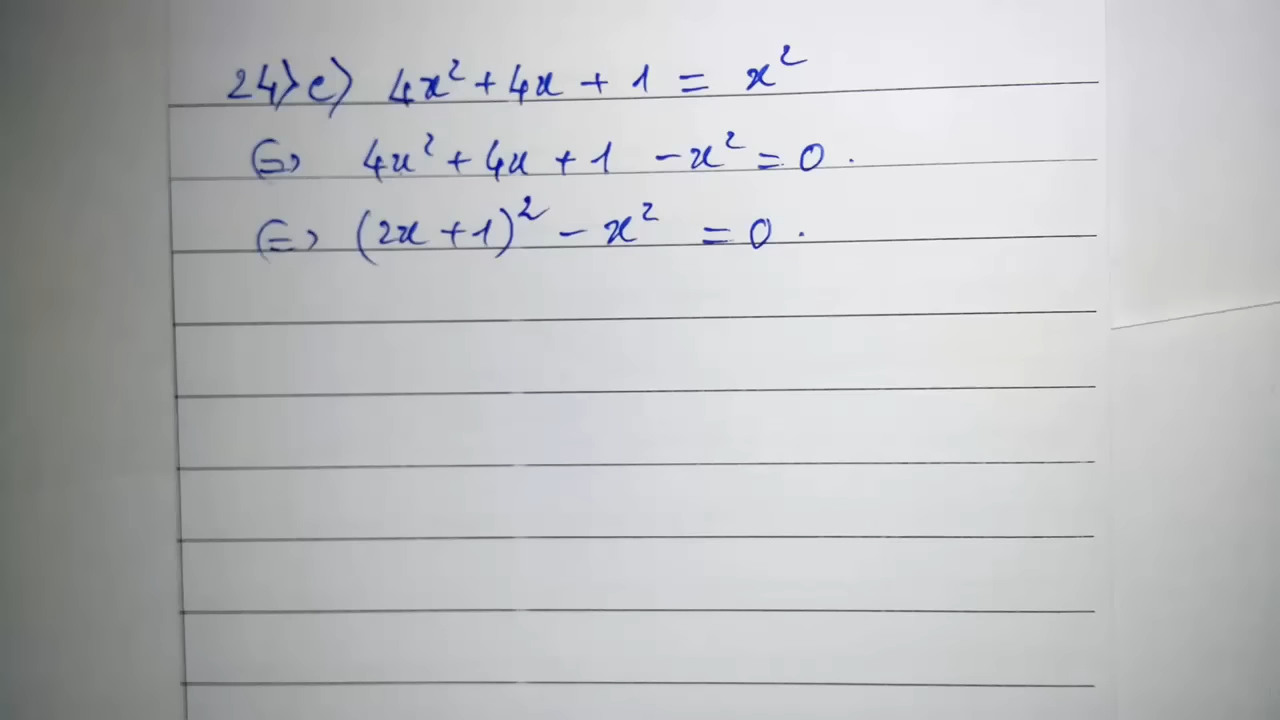 24) c) 4x² + 4x + 1 = x²
⇔ 4x² + 4x + 1 - x² = 0.
⇔ (2x + 1)² - x² = 0.